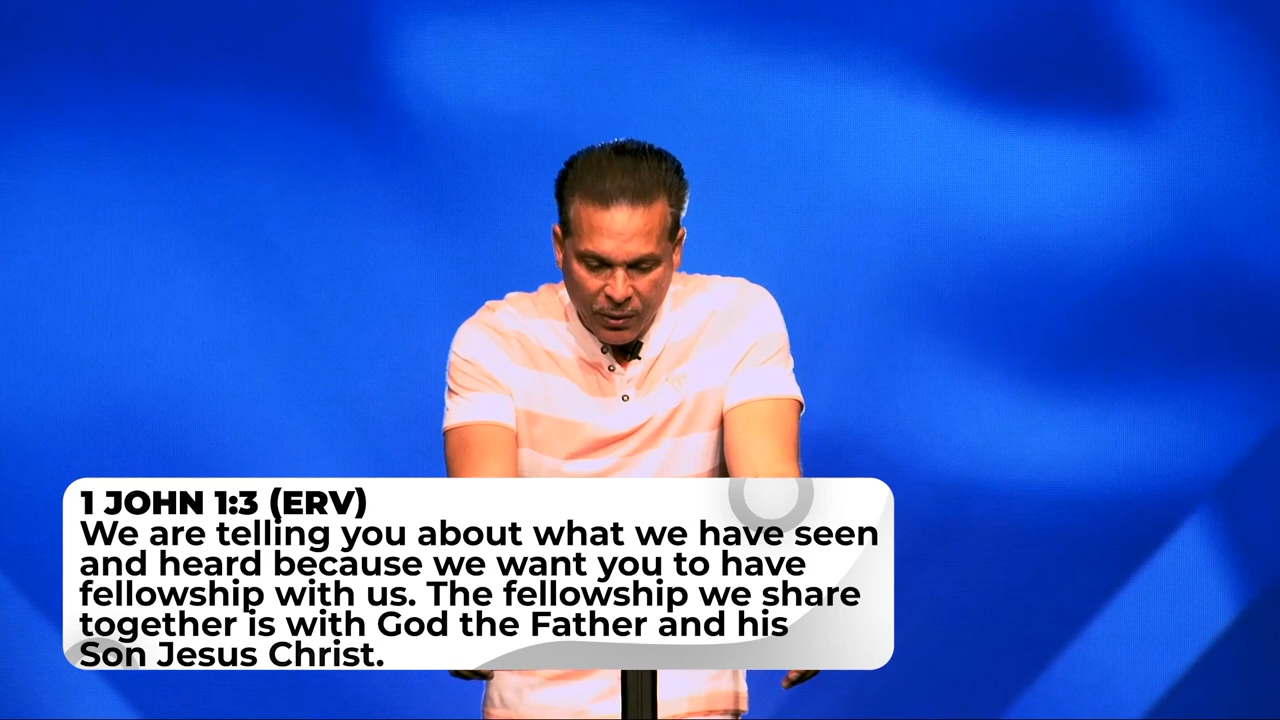 1 JOHN 1:3 (ERV)
We are telling you about what we have seen
and heard because we want you to have
fellowship with us. The fellowship we share
together is with God the Father and his
Son Jesus Christ.